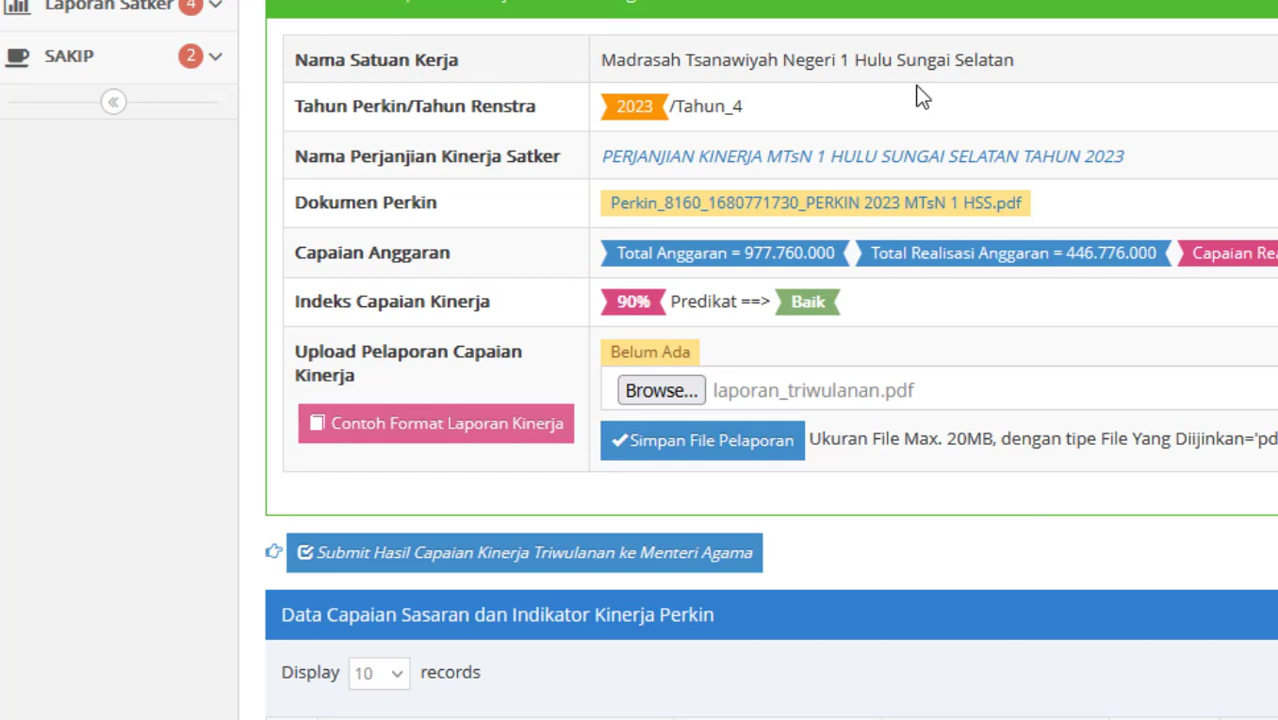 Laporan Satker 4
SAKIP 2
Nama Satuan Kerja Madrasah Tsanawiyah Negeri 1 Hulu Sungai Selatan
Tahun Perkin/Tahun Renstra 2023 /Tahun_4
Nama Perjanjian Kinerja Satker PERJANJIAN KINERJA MTsN 1 HULU SUNGAI SELATAN TAHUN 2023
Dokumen Perkin Perkin_8160_1680771730_PERKIN 2023 MTsN 1 HSS.pdf
Capaian Anggaran Total Anggaran = 977.760.000 Total Realisasi Anggaran = 446.776.000 Capaian Rea
Indeks Capaian Kinerja 90% Predikat ==> Baik
Upload Pelaporan Capaian
Kinerja
Contoh Format Laporan Kinerja
Belum Ada
Browse... laporan_triwulanan.pdf
Simpan File Pelaporan Ukuran File Max. 20MB, dengan tipe File Yang Diijinkan='pd
Submit Hasil Capaian Kinerja Triwulanan ke Menteri Agama
Data Capaian Sasaran dan Indikator Kinerja Perkin
Display 10 records